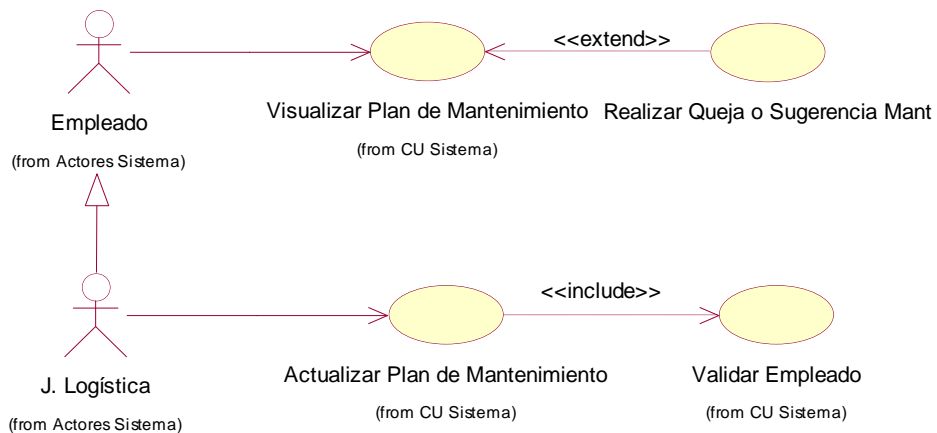 <<extend>>
Empleado
(from Actores Sistema)
Visualizar Plan de Mantenimiento
(from CU Sistema)
Realizar Queja o Sugerencia Mant
<<include>>
J. Logística
(from Actores Sistema)
Actualizar Plan de Mantenimiento
(from CU Sistema)
Validar Empleado
(from CU Sistema)